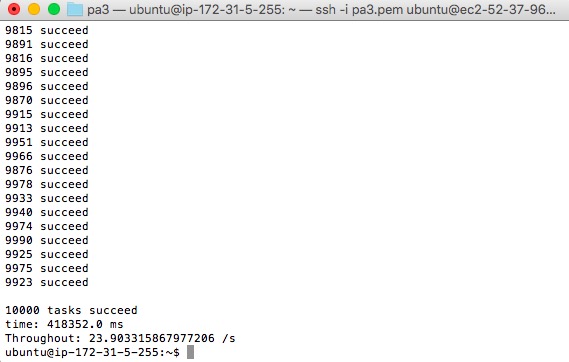 pa3 — ubuntu@ip-172-31-5-255: ~ — ssh -i pa3.pem ubuntu@ec2-52-37-96...
9815 succeed
9891 succeed
9816 succeed
9895 succeed
9896 succeed
9870 succeed
9915 succeed
9913 succeed
9951 succeed
9966 succeed
9876 succeed
9978 succeed
9933 succeed
9940 succeed
9974 succeed
9990 succeed
9925 succeed
9975 succeed
9923 succeed
10000 tasks succeed
time: 418352.0 ms
Throughout: 23.903315867977206 /s
ubuntu@ip-172-31-5-255:~$